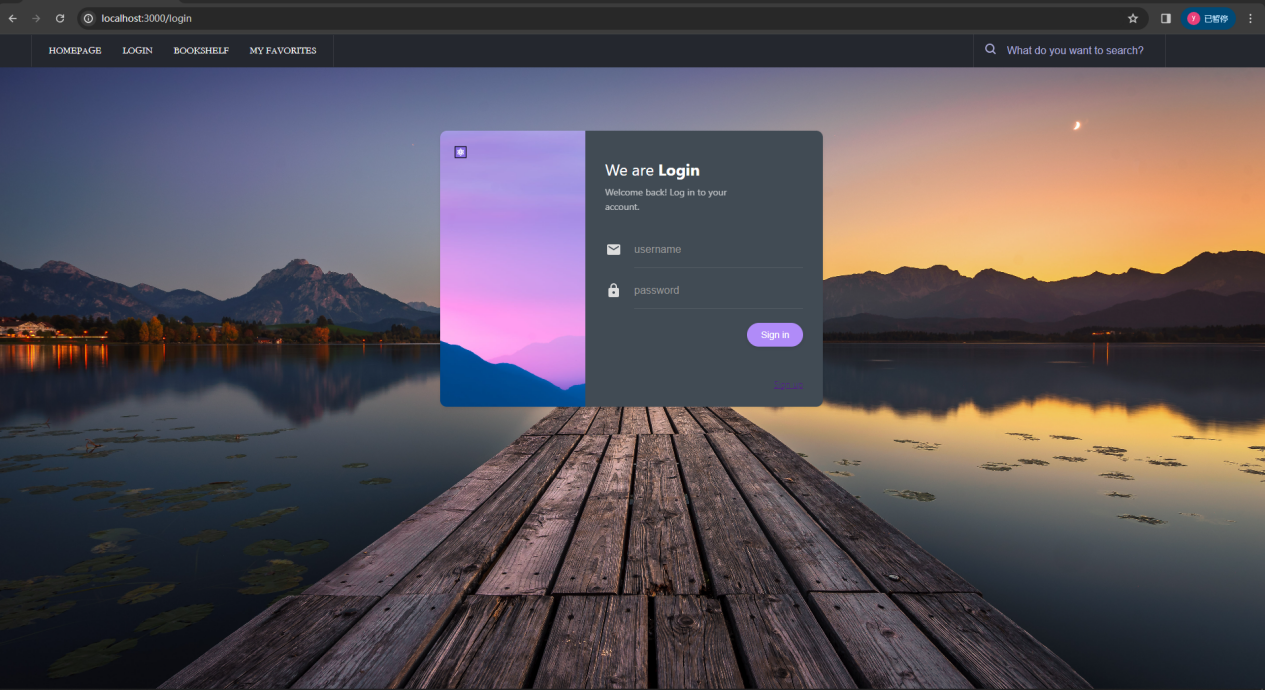 localhost:3000/login
已暂停
HOMEPAGE LOGIN BOOKSHELF MY FAVORITES
What do you want to search?
We are Login
Welcome back! Log in to your
account.
username
password
Sign in